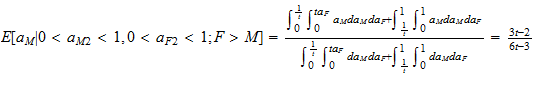 E[a_M|0 < a_{M2} < 1, 0 < a_{F2} < 1; F > M] = \frac{\int_0^{\frac{1}{t}} \int_0^{ta_F} a_M da_M da_F + \int_{\frac{1}{t}}^1 \int_0^1 a_M da_M da_F}{\int_0^{\frac{1}{t}} \int_0^{ta_F} da_M da_F + \int_{\frac{1}{t}}^1 \int_0^1 da_M da_F} = \frac{3t-2}{6t-3}